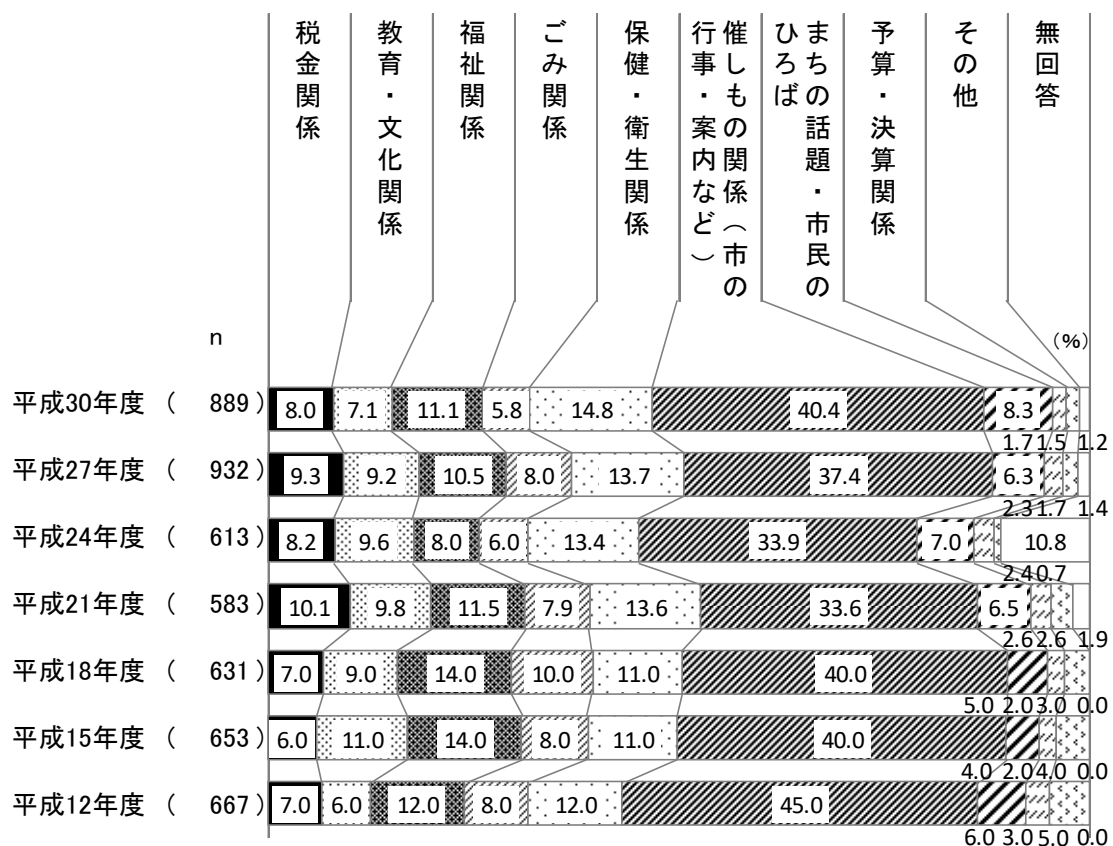 税金関係
教育・文化関係
福祉関係
ごみ関係
保健・衛生関係
催しもの関係（市の
行事・案内など）
まちの話題・市民の
ひろば
予算・決算関係
その他
無回答
n
(%)
平成30年度 （ 889 ) 8.0 7.1 11.1 5.8 14.8 40.4 8.3
1.7 1.5 1.2
平成27年度 （ 932 ) 9.3 9.2 10.5 8.0 13.7 37.4 6.3
2.3 1.7 1.4
平成24年度 （ 613 ) 8.2 9.6 8.0 6.0 13.4 33.9 7.0 10.8
2.4 0.7
平成21年度 （ 583 ) 10.1 9.8 11.5 7.9 13.6 33.6 6.5
2.6 2.6 1.9
平成18年度 （ 631 ) 7.0 9.0 14.0 10.0 11.0 40.0
5.0 2.0 3.0 0.0
平成15年度 （ 653 ) 6.0 11.0 14.0 8.0 11.0 40.0
4.0 2.0 4.0 0.0
平成12年度 （ 667 ) 7.0 6.0 12.0 8.0 12.0 45.0
6.0 3.0 5.0 0.0